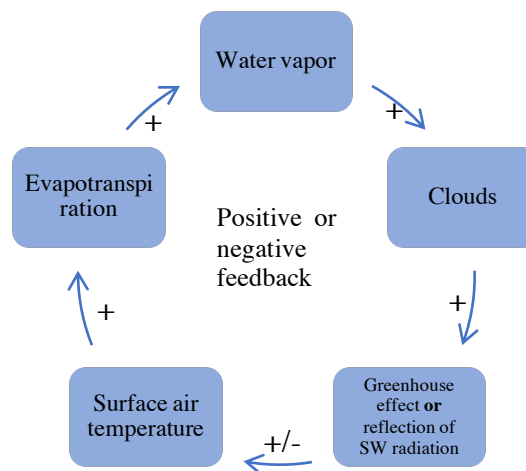 Water vapor
+
+
Evapotranspi
ration
Clouds
Positive or
negative
feedback
+
+
Surface air
temperature
Greenhouse
effect or
reflection of
SW radiation
+/-